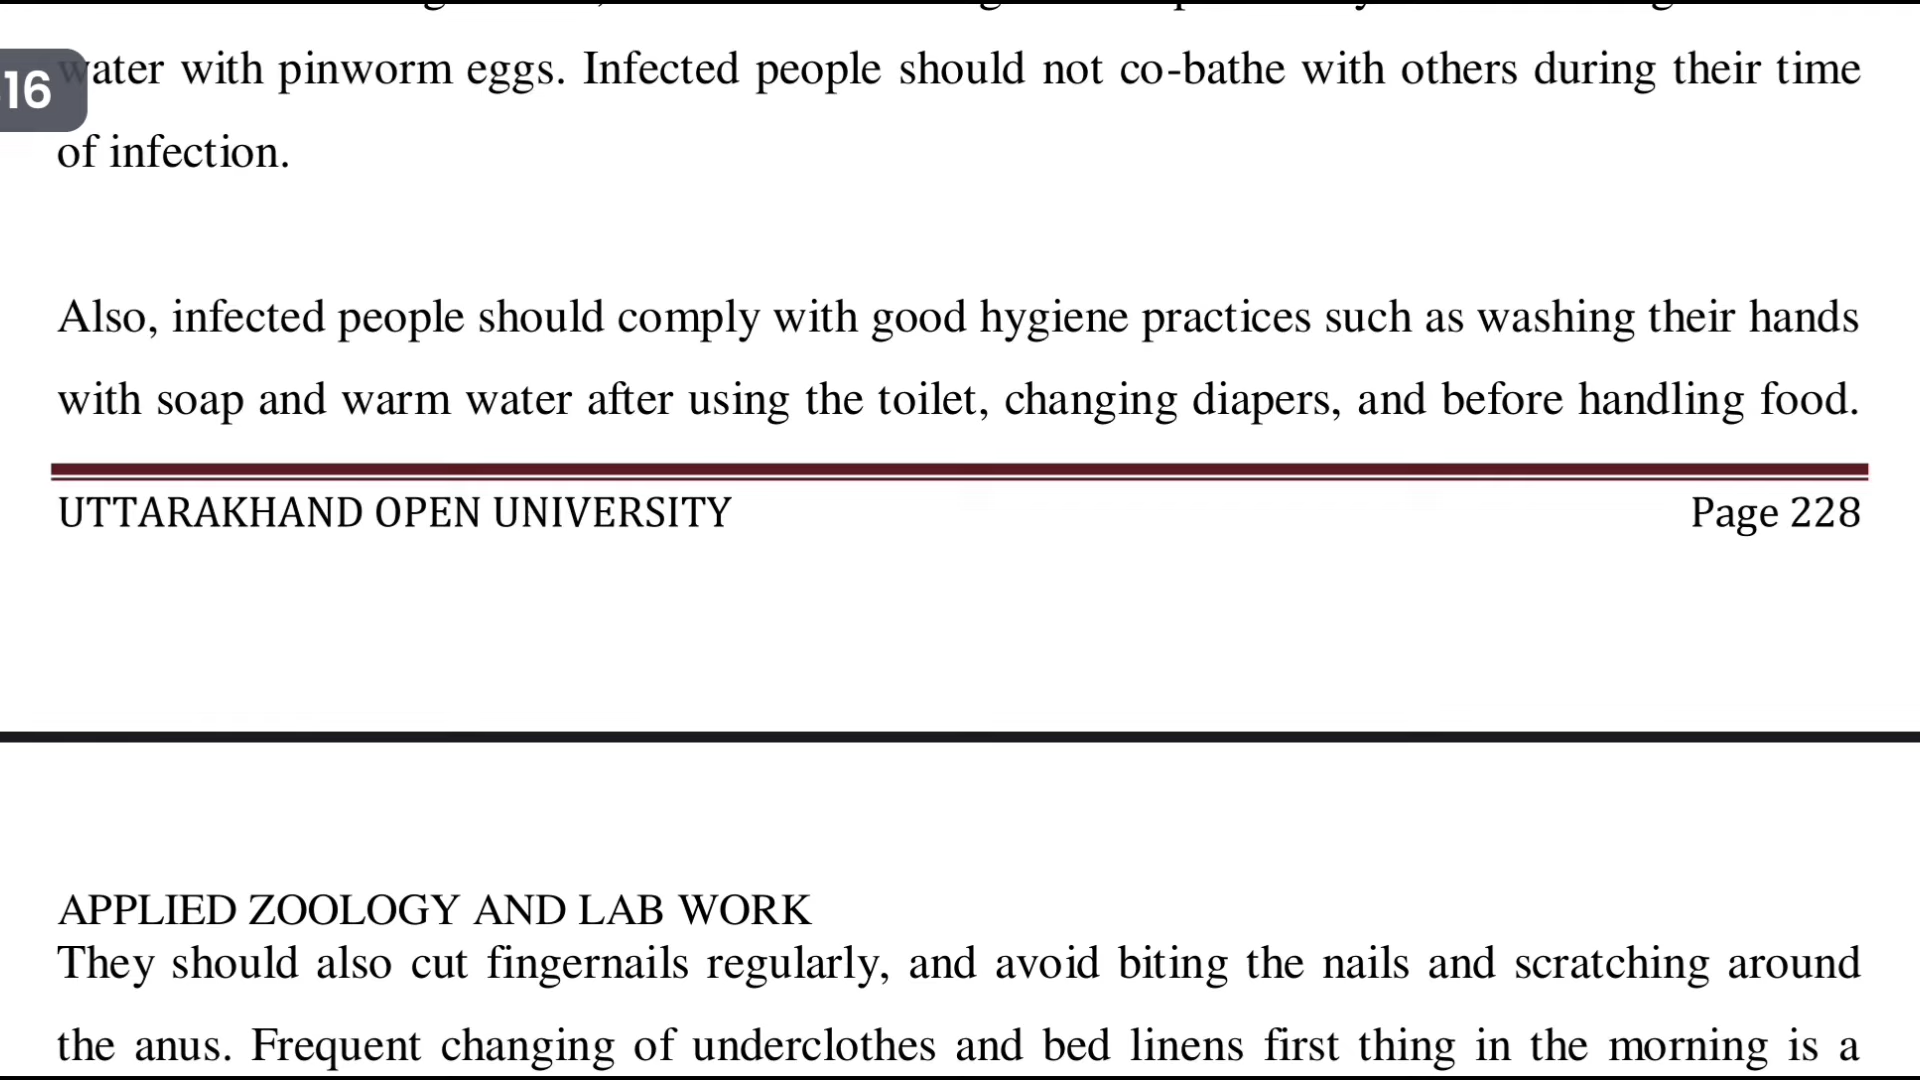 16
water with pinworm eggs. Infected people should not co-bathe with others during their time
of infection.
Also, infected people should comply with good hygiene practices such as washing their hands
with soap and warm water after using the toilet, changing diapers, and before handling food.
UTTARAKHAND OPEN UNIVERSITY Page 228
APPLIED ZOOLOGY AND LAB WORK
They should also cut fingernails regularly, and avoid biting the nails and scratching around
the anus. Frequent changing of underclothes and bed linens first thing in the morning is a